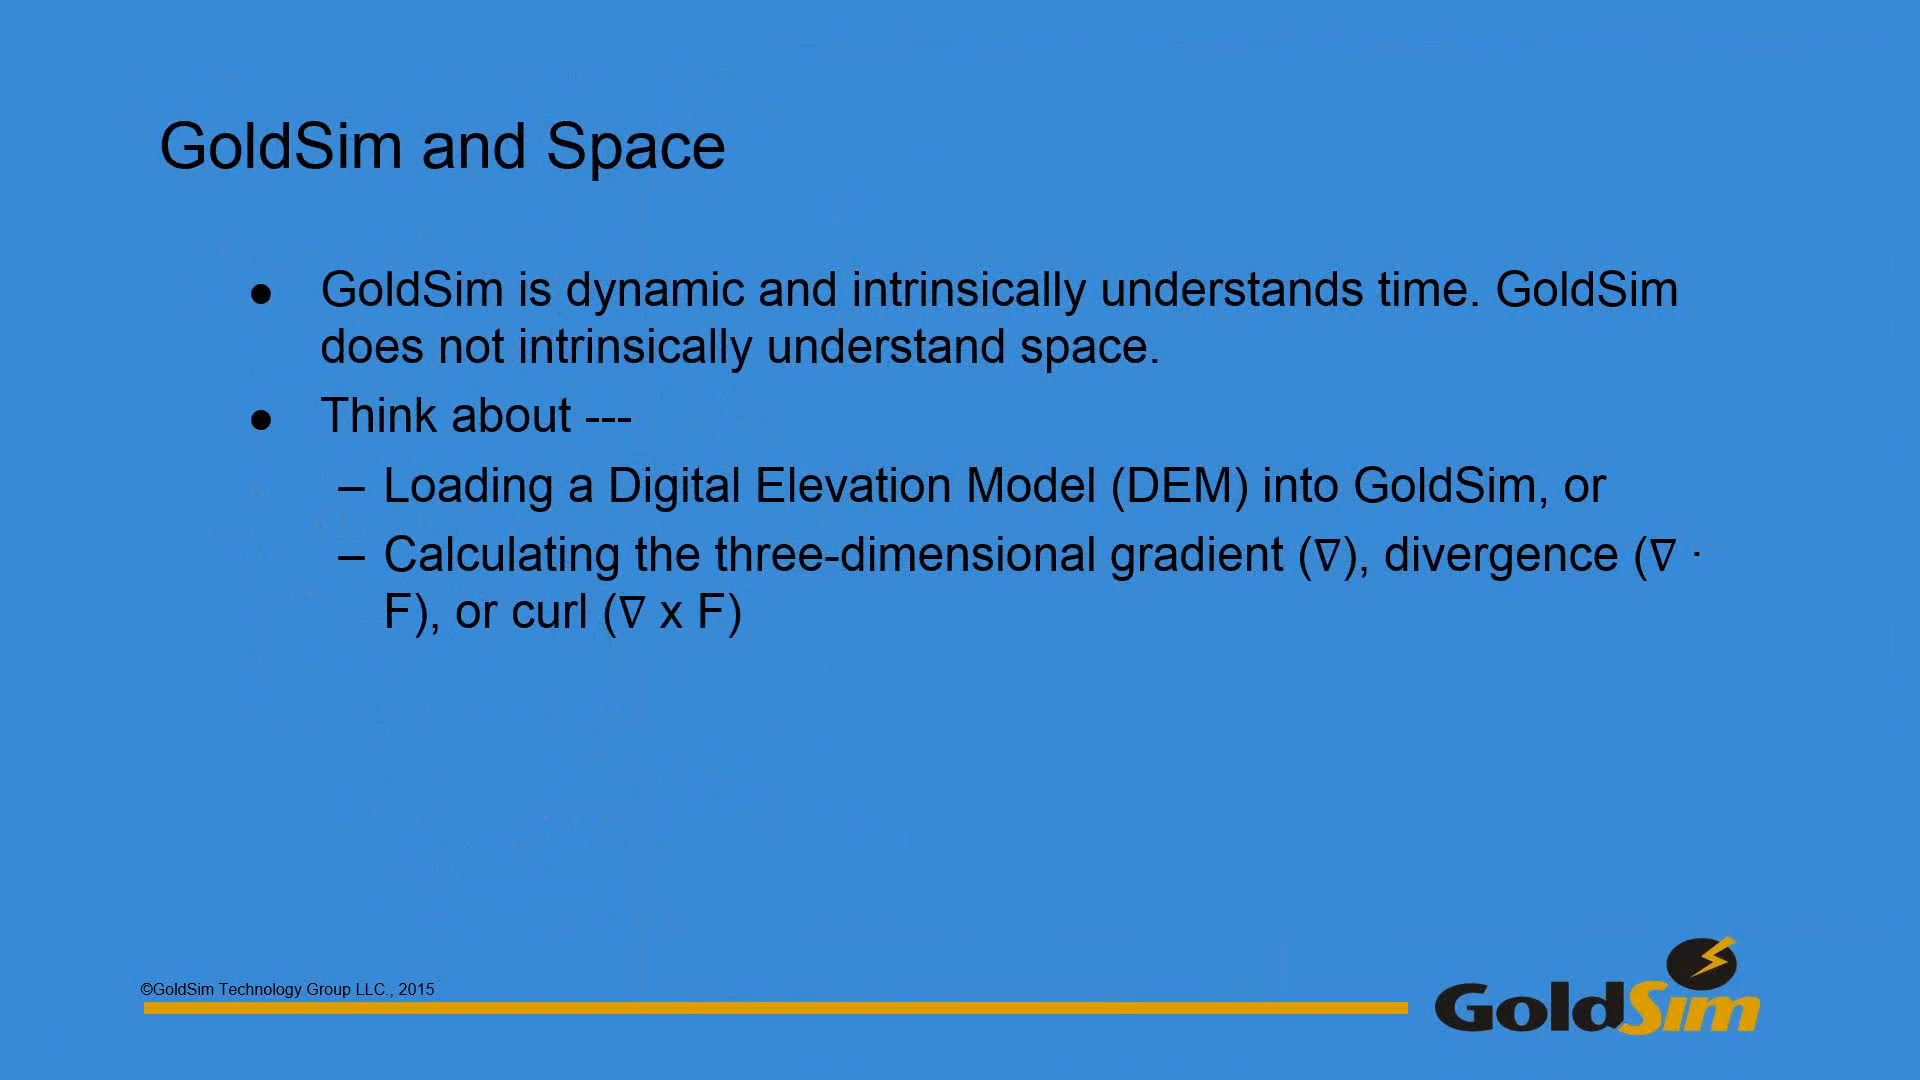 GoldSim and Space
● GoldSim is dynamic and intrinsically understands time. GoldSim
does not intrinsically understand space.
● Think about ---
– Loading a Digital Elevation Model (DEM) into GoldSim, or
– Calculating the three-dimensional gradient (∇), divergence (∇ ·
F), or curl (∇ x F)
©GoldSim Technology Group LLC., 2015
GoldSim